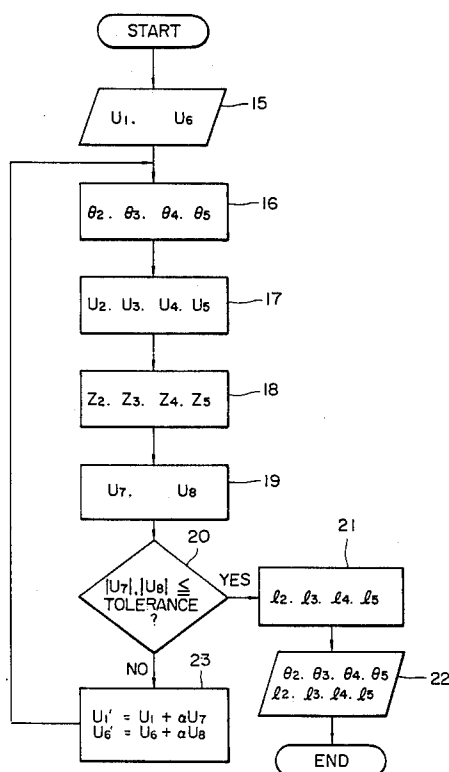 START
U1. U6
15
θ2. θ3. θ4. θ5
16
U2. U3. U4. U5
17
Z2. Z3. Z4. Z5
18
U7. U8
19
20
|U7|.|U8| ≦
TOLERANCE
?
YES
21
ℓ2. ℓ3. ℓ4. ℓ5
NO
23
U1' = U1 + αU7
U6' = U6 + αU8
θ2. θ3. θ4. θ5
ℓ2. ℓ3. ℓ4. ℓ5
22
END